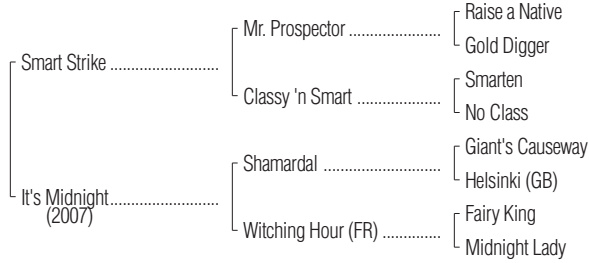 Raise a Native
Mr. Prospector ....................
Gold Digger
Smart Strike ........................
Smarten
Classy 'n Smart ..................
No Class
Giant's Causeway
Shamardal ..........................
Helsinki (GB)
It's Midnight........................
(2007)
Fairy King
Witching Hour (FR) .............
Midnight Lady